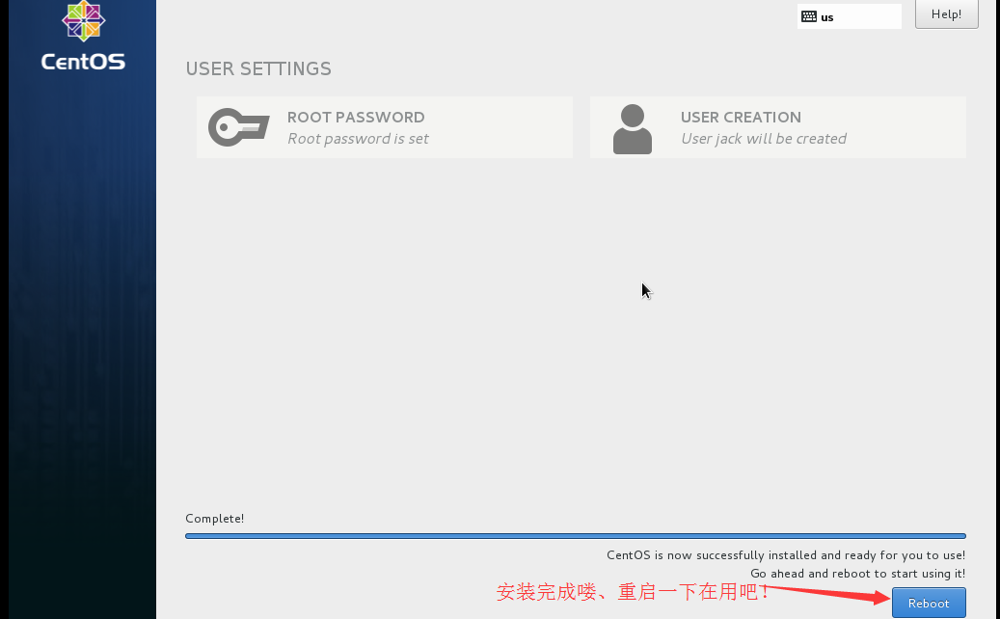 CentOS
us
Help!
USER SETTINGS
ROOT PASSWORD
Root password is set
USER CREATION
User jack will be created
Complete!
CentOS is now successfully installed and ready for you to use!
Go ahead and reboot to start using it!
安装完成喽、重启一下在用吧!
Reboot